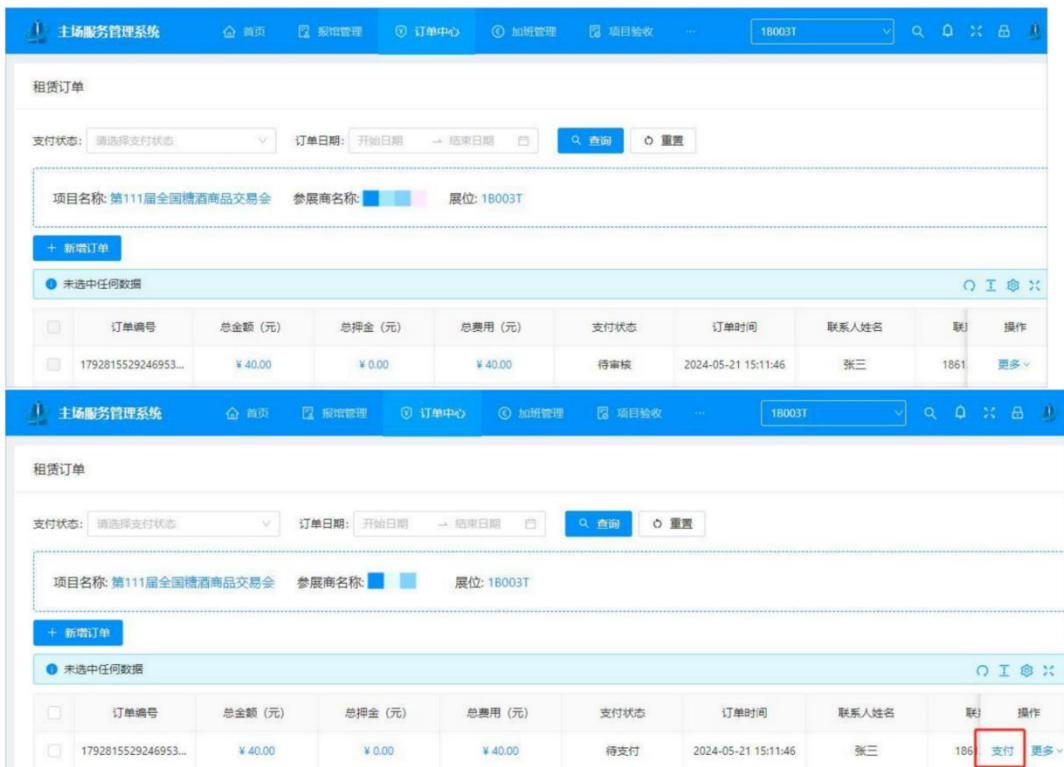 主场服务管理系统 首页 报馆管理 订单中心 加班管理 项目验收 ... 1B003T
租赁订单
支付状态: 请选择支付状态 订单日期: 开始日期 → 结束日期 查询 重置
项目名称: 第111届全国糖酒商品交易会 参展商名称: 展位: 1B003T
+ 新增订单
未选中任何数据
订单编号 总金额 (元) 总押金 (元) 总费用 (元) 支付状态 订单时间 联系人姓名 联 操作
1792815529246953... ¥ 40.00 ¥ 0.00 ¥ 40.00 待审核 2024-05-21 15:11:46 张三 1861 更多
主场服务管理系统 首页 报馆管理 订单中心 加班管理 项目验收 ... 1B003T
租赁订单
支付状态: 请选择支付状态 订单日期: 开始日期 → 结束日期 查询 重置
项目名称: 第111届全国糖酒商品交易会 参展商名称: 展位: 1B003T
+ 新增订单
未选中任何数据
订单编号 总金额 (元) 总押金 (元) 总费用 (元) 支付状态 订单时间 联系人姓名 联 操作
1792815529246953... ¥ 40.00 ¥ 0.00 ¥ 40.00 待支付 2024-05-21 15:11:46 张三 186 支付 更多